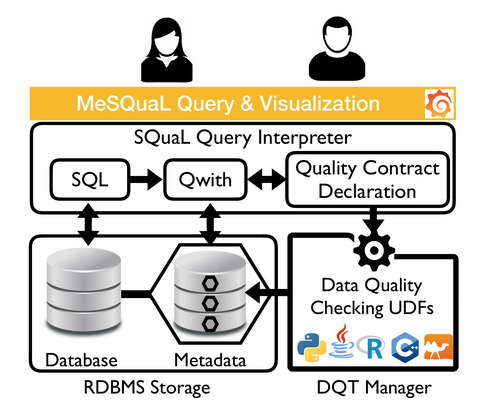 MeSQuaL Query & Visualization
SQuaL Query Interpreter
SQL
Qwith
Quality Contract
Declaration
Data Quality
Checking UDFs
R
C++
Database
Metadata
RDBMS Storage
DQT Manager